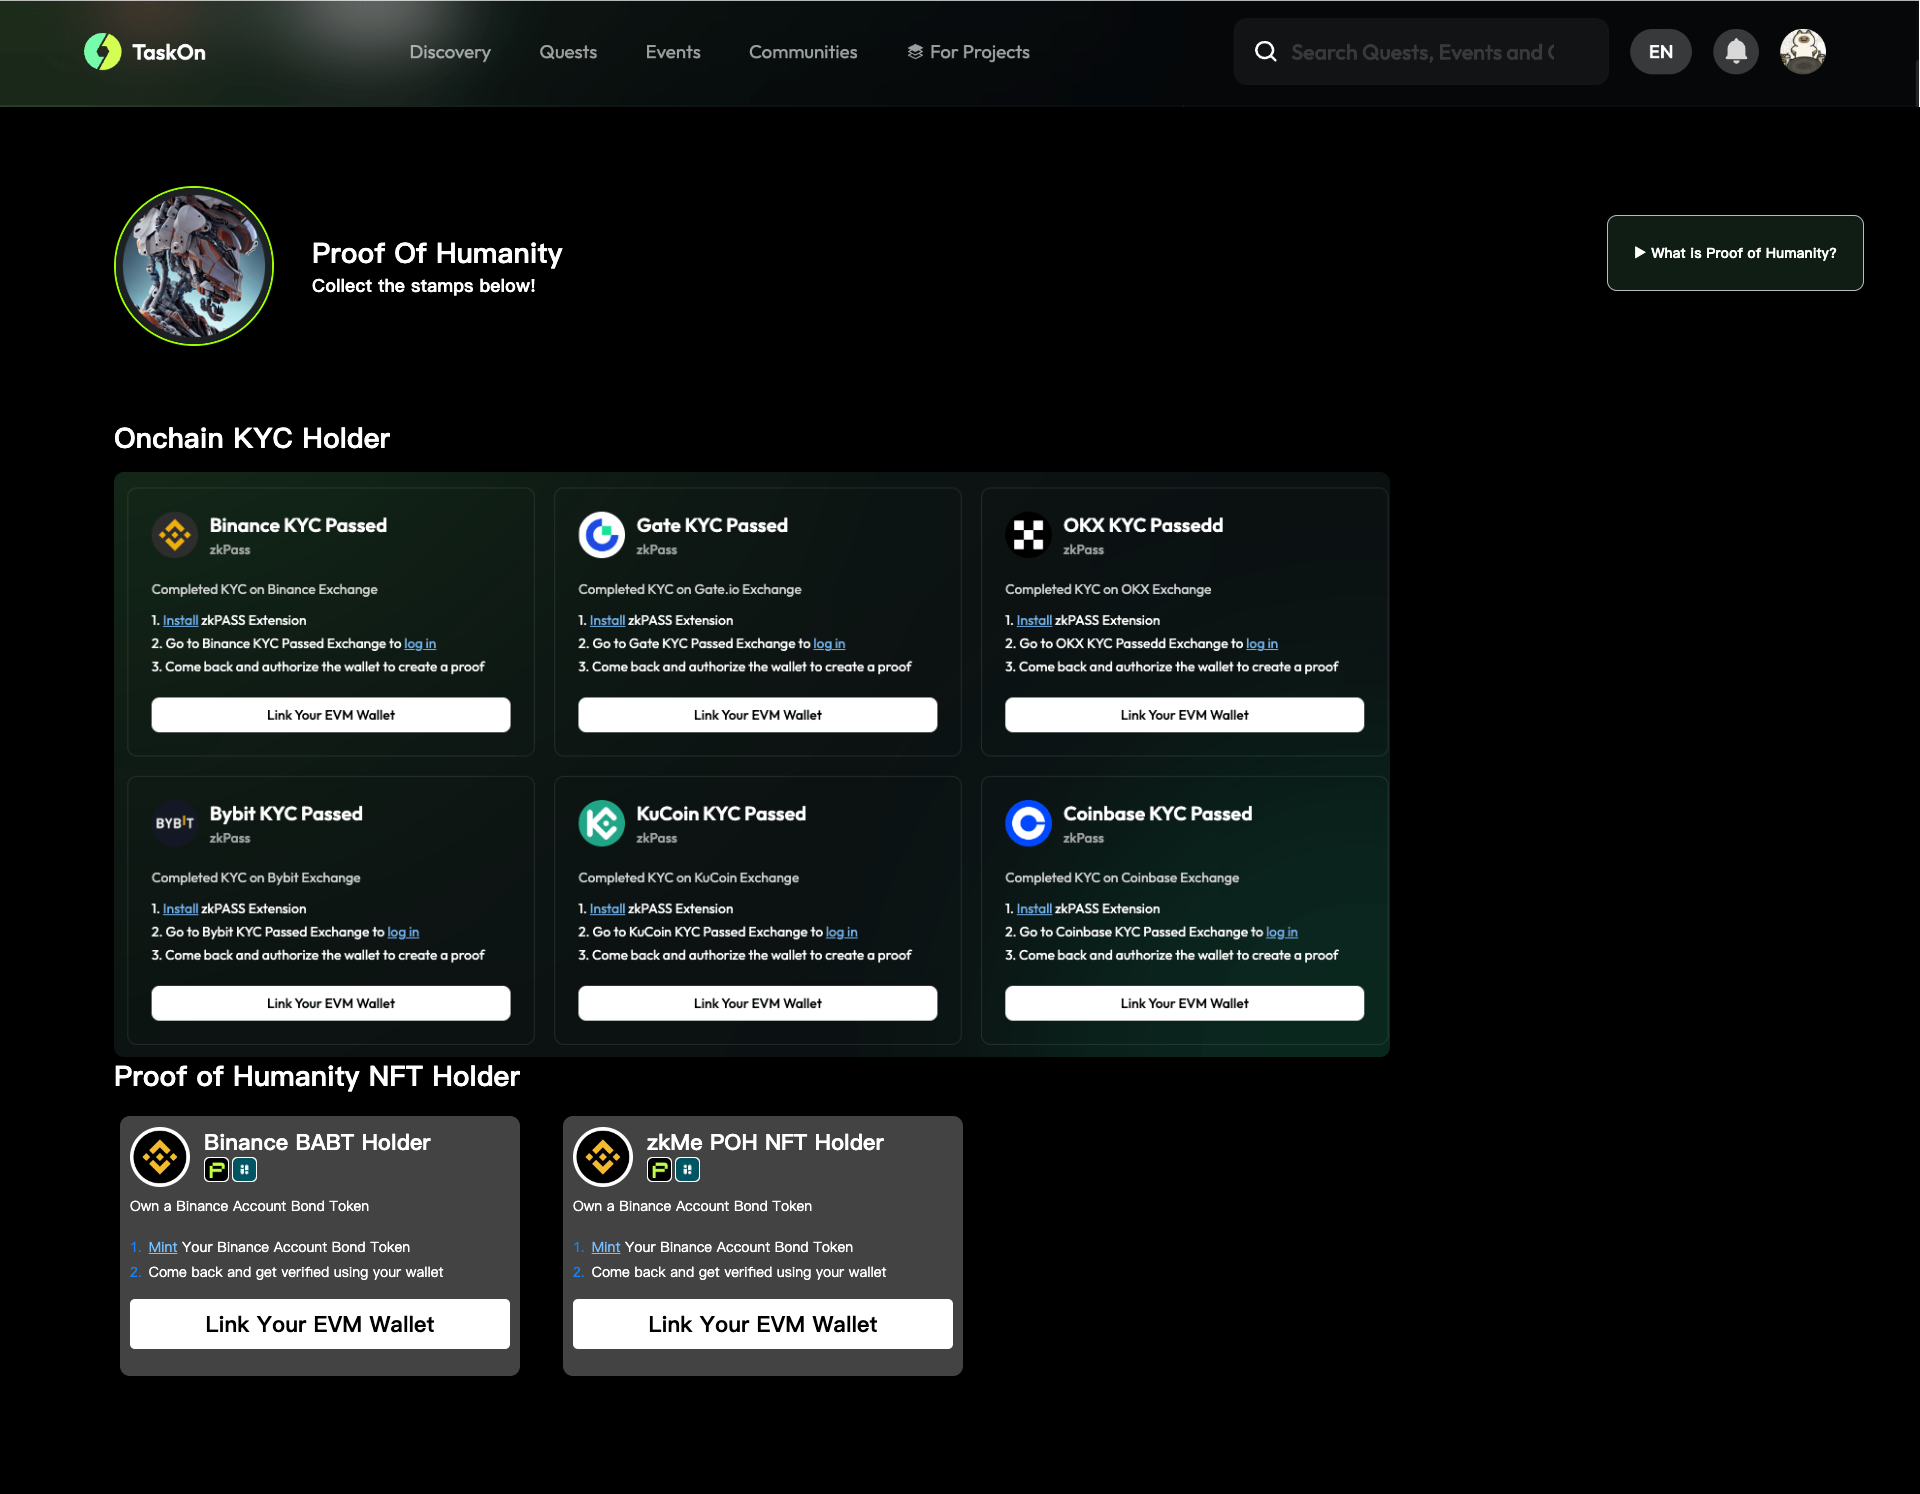 TaskOn
Discovery
Quests
Events
Communities
For Projects
Search Quests, Events and
EN
Proof Of Humanity
Collect the stamps below!
▶ What is Proof of Humanity?
Onchain KYC Holder
Binance KYC Passed
zkPass
Completed KYC on Binance Exchange
1. Install zkPASS Extension
2. Go to Binance KYC Passed Exchange to log in
3. Come back and authorize the wallet to create a proof
Link Your EVM Wallet
Gate KYC Passed
zkPass
Completed KYC on Gate.io Exchange
1. Install zkPASS Extension
2. Go to Gate KYC Passed Exchange to log in
3. Come back and authorize the wallet to create a proof
Link Your EVM Wallet
OKX KYC Passedd
zkPass
Completed KYC on OKX Exchange
1. Install zkPASS Extension
2. Go to OKX KYC Passedd Exchange to log in
3. Come back and authorize the wallet to create a proof
Link Your EVM Wallet
BYBIT
Bybit KYC Passed
zkPass
Completed KYC on Bybit Exchange
1. Install zkPASS Extension
2. Go to Bybit KYC Passed Exchange to log in
3. Come back and authorize the wallet to create a proof
Link Your EVM Wallet
KuCoin KYC Passed
zkPass
Completed KYC on KuCoin Exchange
1. Install zkPASS Extension
2. Go to KuCoin KYC Passed Exchange to log in
3. Come back and authorize the wallet to create a proof
Link Your EVM Wallet
Coinbase KYC Passed
zkPass
Completed KYC on Coinbase Exchange
1. Install zkPASS Extension
2. Go to Coinbase KYC Passed Exchange to log in
3. Come back and authorize the wallet to create a proof
Link Your EVM Wallet
Proof of Humanity NFT Holder
Binance BABT Holder
Own a Binance Account Bond Token
1. Mint Your Binance Account Bond Token
2. Come back and get verified using your wallet
Link Your EVM Wallet
zkMe POH NFT Holder
Own a Binance Account Bond Token
1. Mint Your Binance Account Bond Token
2. Come back and get verified using your wallet
Link Your EVM Wallet